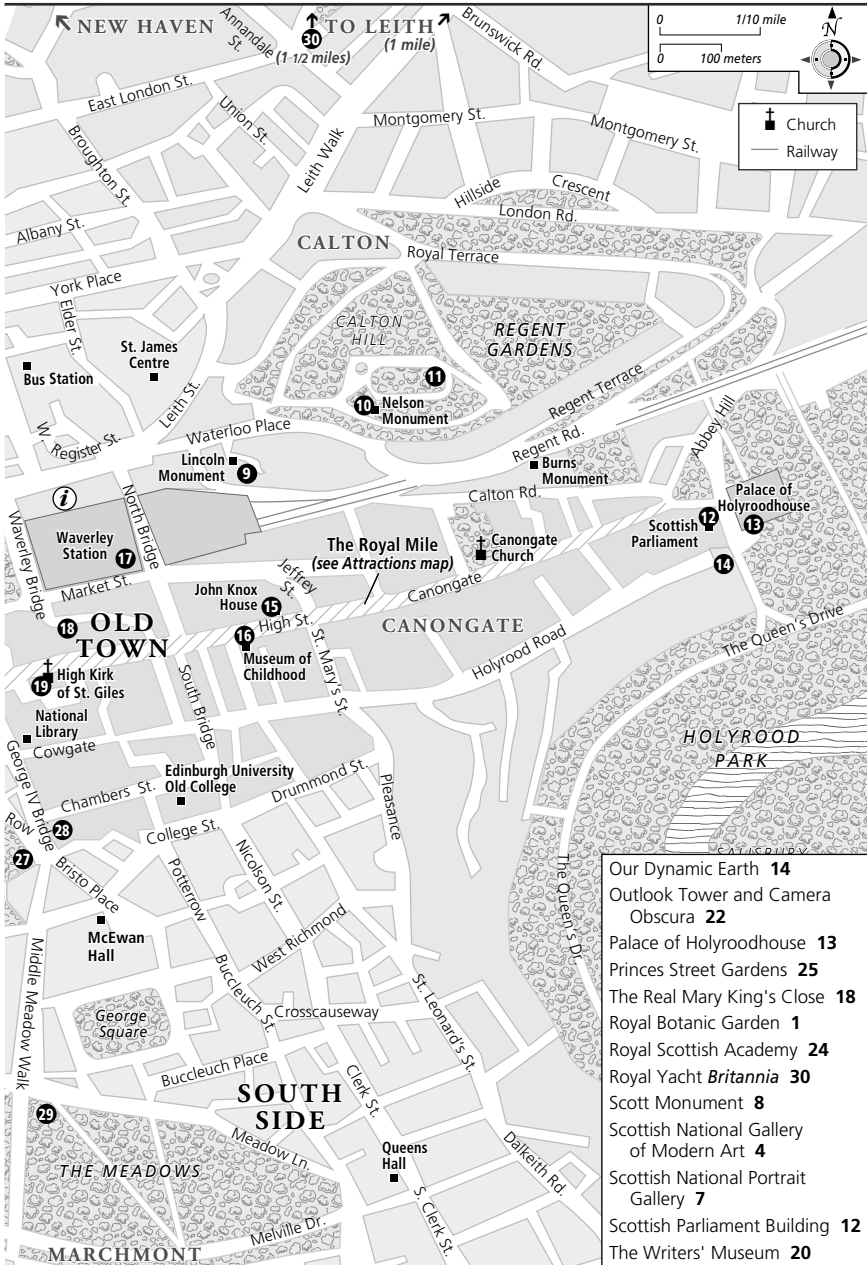 NEW HAVEN
Annandale
St.
30
TO LEITH
(1 mile)
(1 1/2 miles)
Brunswick Rd.
0 1/10 mile
0 100 meters
N
Church
Railway
East London St.
Union St.
Broughton St.
Leith Walk
Montgomery St.
Montgomery St.
Hillside
Crescent
London Rd.
Albany St.
CALTON
Royal Terrace
York Place
Elder St.
CALTON
HILL
REGENT
GARDENS
St. James
Centre
Bus Station
11
10
Nelson
Monument
Leith St.
Regent Terrace
W. Register St.
Waterloo Place
Regent Rd.
Abbey Hill
Lincoln
Monument
9
Burns
Monument
Calton Rd.
i
North Bridge
Waverley Bridge
Waverley
Station
17
Palace of
Holyroodhouse
13
12
Scottish
Parliament
14
The Royal Mile
(see Attractions map)
Canongate
Church
Market St.
Jeffrey
St.
John Knox
House
15
Canongate
18
OLD
TOWN
16
High St.
CANONGATE
Museum of
Childhood
St. Mary's St.
Holyrood Road
The Queen's Drive
19
High Kirk
of St. Giles
South Bridge
National
Library
Cowgate
HOLYROOD
PARK
George IV Bridge
Edinburgh University
Old College
Drummond St.
Pleasance
Chambers St.
28
College St.
Row
27
Bristo Place
Potterrow
Nicolson St.
SALISBURY
The Queen's Dr.
McEwan
Hall
West Richmond
Middle Meadow Walk
Buccleuch St.
St. Leonard's St.
George
Square
Crosscauseway
Buccleuch Place
Clerk St.
SOUTH
SIDE
29
Meadow Ln.
Queens
Hall
Dalkeith Rd.
THE MEADOWS
S. Clerk St.
Melville Dr.
MARCHMONT
Our Dynamic Earth 14
Outlook Tower and Camera
Obscura 22
Palace of Holyroodhouse 13
Princes Street Gardens 25
The Real Mary King's Close 18
Royal Botanic Garden 1
Royal Scottish Academy 24
Royal Yacht Britannia 30
Scott Monument 8
Scottish National Gallery
of Modern Art 4
Scottish National Portrait
Gallery 7
Scottish Parliament Building 12
The Writers' Museum 20